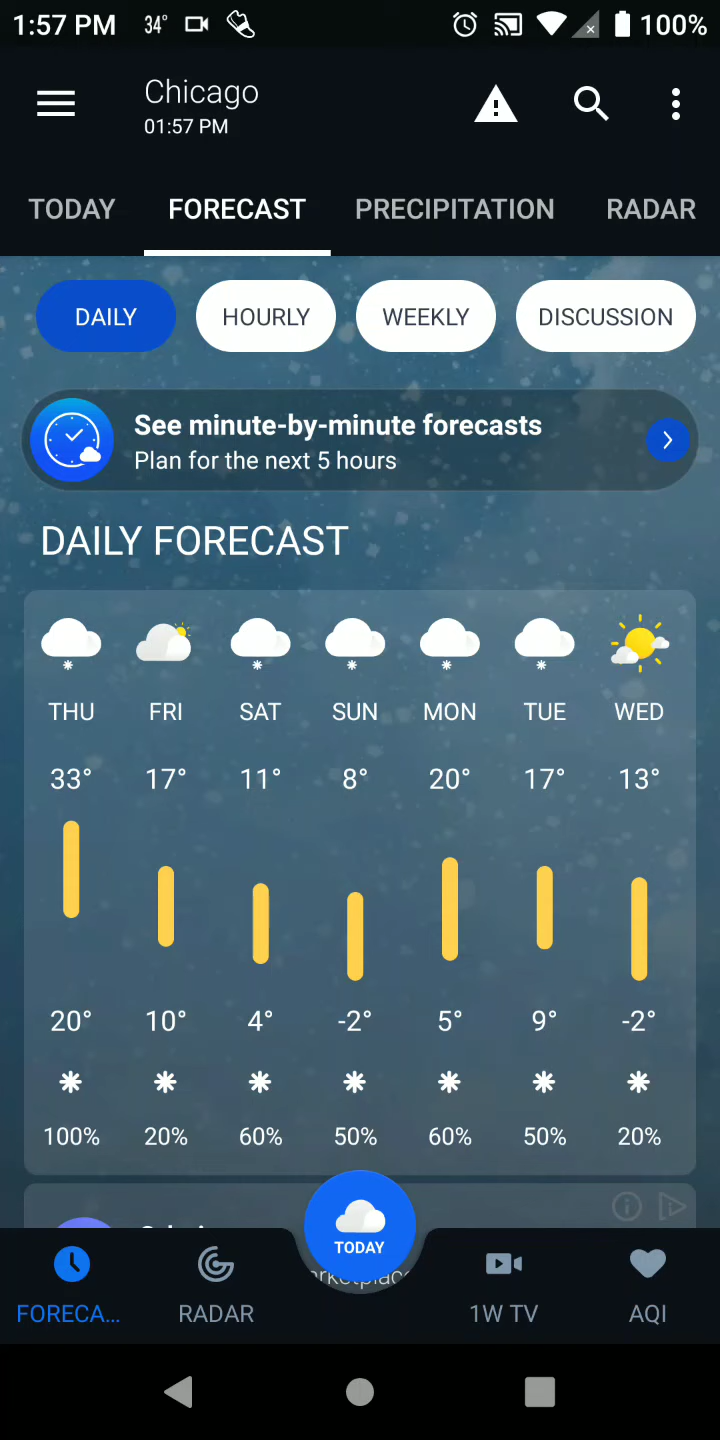 1:57 PM 34° 100%
Chicago
01:57 PM
TODAY FORECAST PRECIPITATION RADAR
DAILY HOURLY WEEKLY DISCUSSION
See minute-by-minute forecasts
Plan for the next 5 hours
DAILY FORECAST
THU FRI SAT SUN MON TUE WED
33° 17° 11° 8° 20° 17° 13°
20° 10° 4° -2° 5° 9° -2°
100% 20% 60% 50% 60% 50% 20%
TODAY
FORECA... RADAR 1W TV AQI